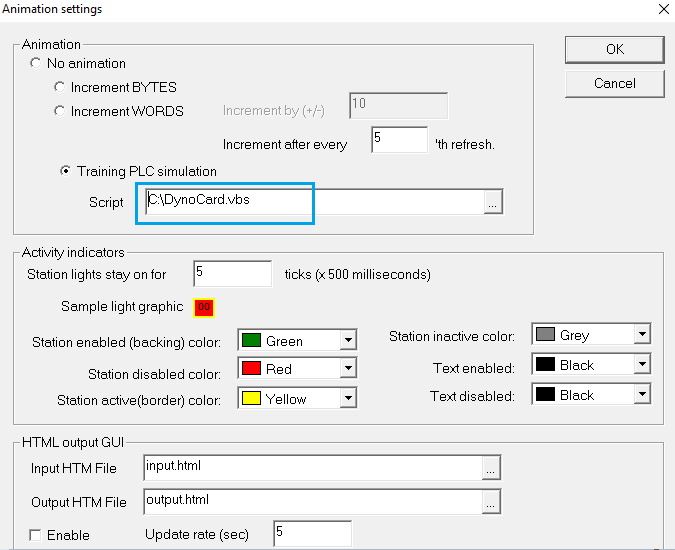 Animation settings
Animation
No animation
Increment BYTES
Increment WORDS
Increment by (+/-) 10
Increment after every 5 'th refresh.
Training PLC simulation
Script C:\DynoCard.vbs ...
OK
Cancel
Activity indicators
Station lights stay on for 5 ticks (x 500 milliseconds)
Sample light graphic 00
Station enabled (backing) color: Green
Station disabled color: Red
Station active(border) color: Yellow
Station inactive color: Grey
Text enabled: Black
Text disabled: Black
HTML output GUI
Input HTM File input.html ...
Output HTM File output.html ...
Enable Update rate (sec) 5